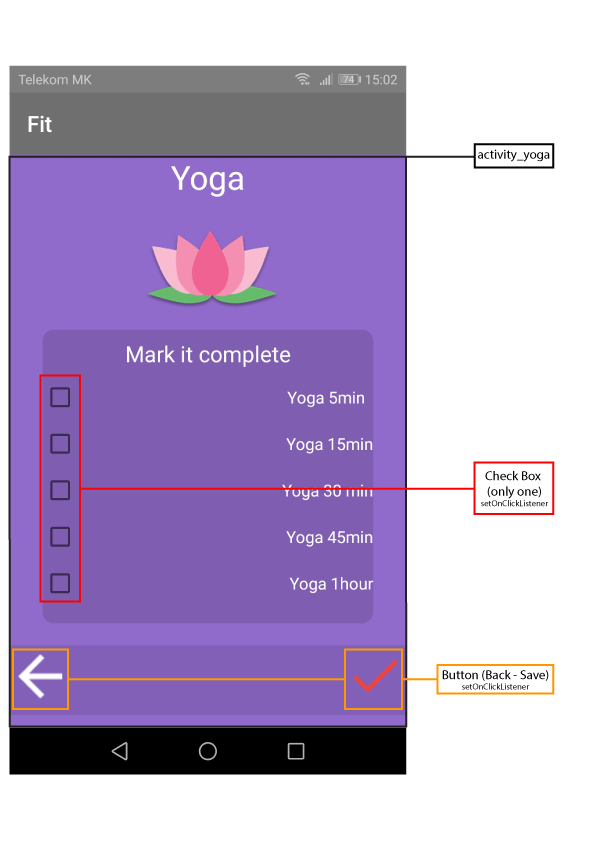 Telekom MK 74 15:02
Fit
activity_yoga
Yoga
Mark it complete
Yoga 5min
Yoga 15min
Check Box
(only one)
setOnClickListener
Yoga 30 min
Yoga 45min
Yoga 1hour
Button (Back - Save)
setOnClickListener